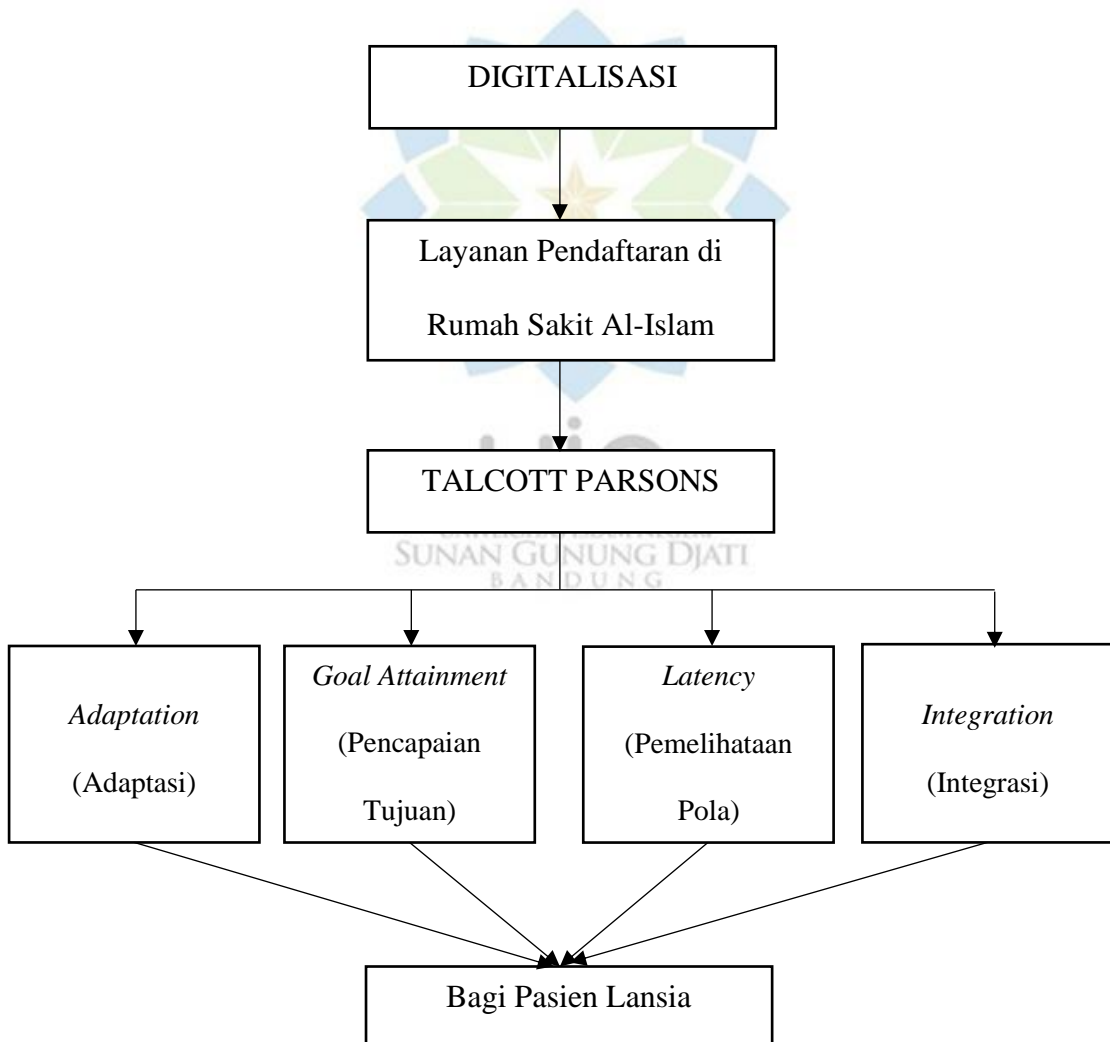 DIGITALISASI
Layanan Pendaftaran di
Rumah Sakit Al-Islam
TALCOTT PARSONS
SUNAN GUNUNG DJATI
BANDUNG
Adaptation
(Adaptasi)
Goal Attainment
(Pencapaian
Tujuan)
Latency
(Pemelihataan
Pola)
Integration
(Integrasi)
Bagi Pasien Lansia